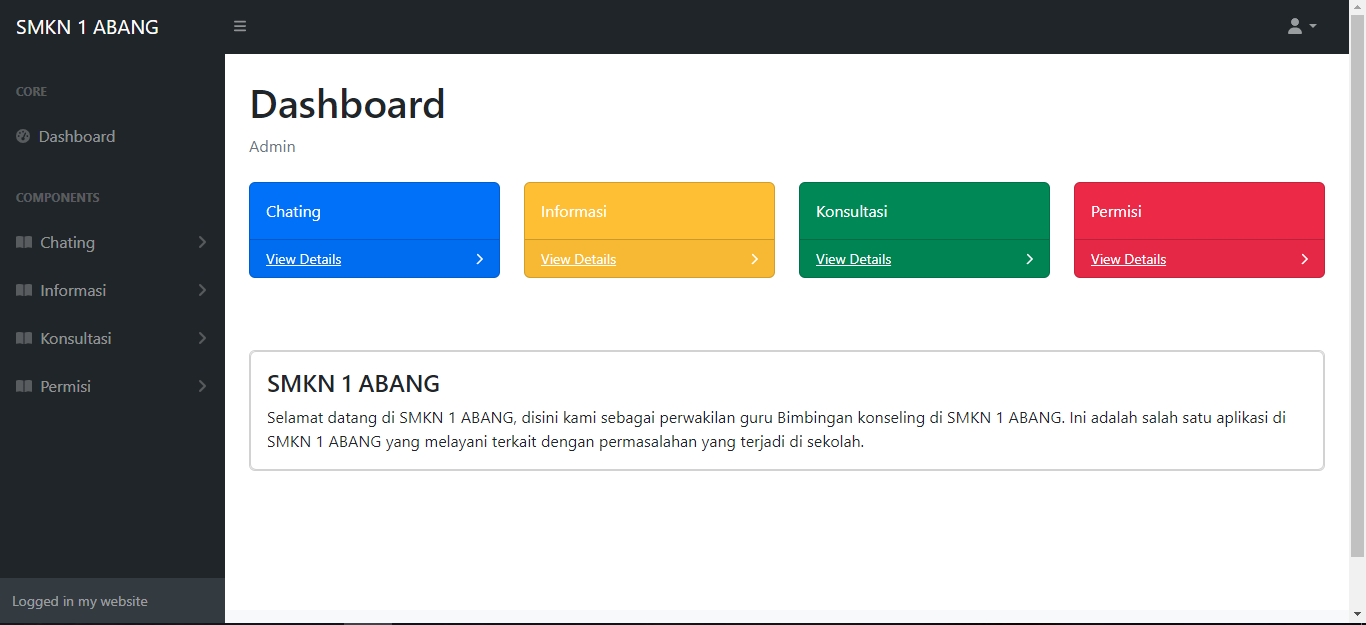 SMKN 1 ABANG
CORE
Dashboard
COMPONENTS
Chating
Informasi
Konsultasi
Permisi
Logged in my website
Dashboard
Admin
Chating
View Details
Informasi
View Details
Konsultasi
View Details
Permisi
View Details
SMKN 1 ABANG
Selamat datang di SMKN 1 ABANG, disini kami sebagai perwakilan guru Bimbingan konseling di SMKN 1 ABANG. Ini adalah salah satu aplikasi di
SMKN 1 ABANG yang melayani terkait dengan permasalahan yang terjadi di sekolah.